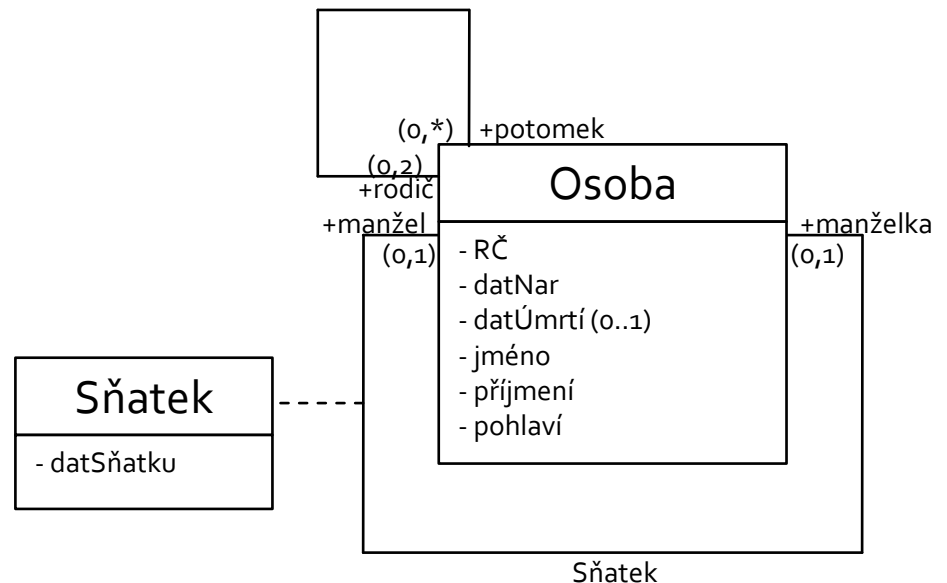 (0,*) +potomek
(0,2)
+rodič
Osoba
+manžel
(0,1)
+manželka
(0,1)
- RČ
- datNar
- datÚmrtí (0..1)
- jméno
- příjmení
- pohlaví
Sňatek
- datSňatku
Sňatek